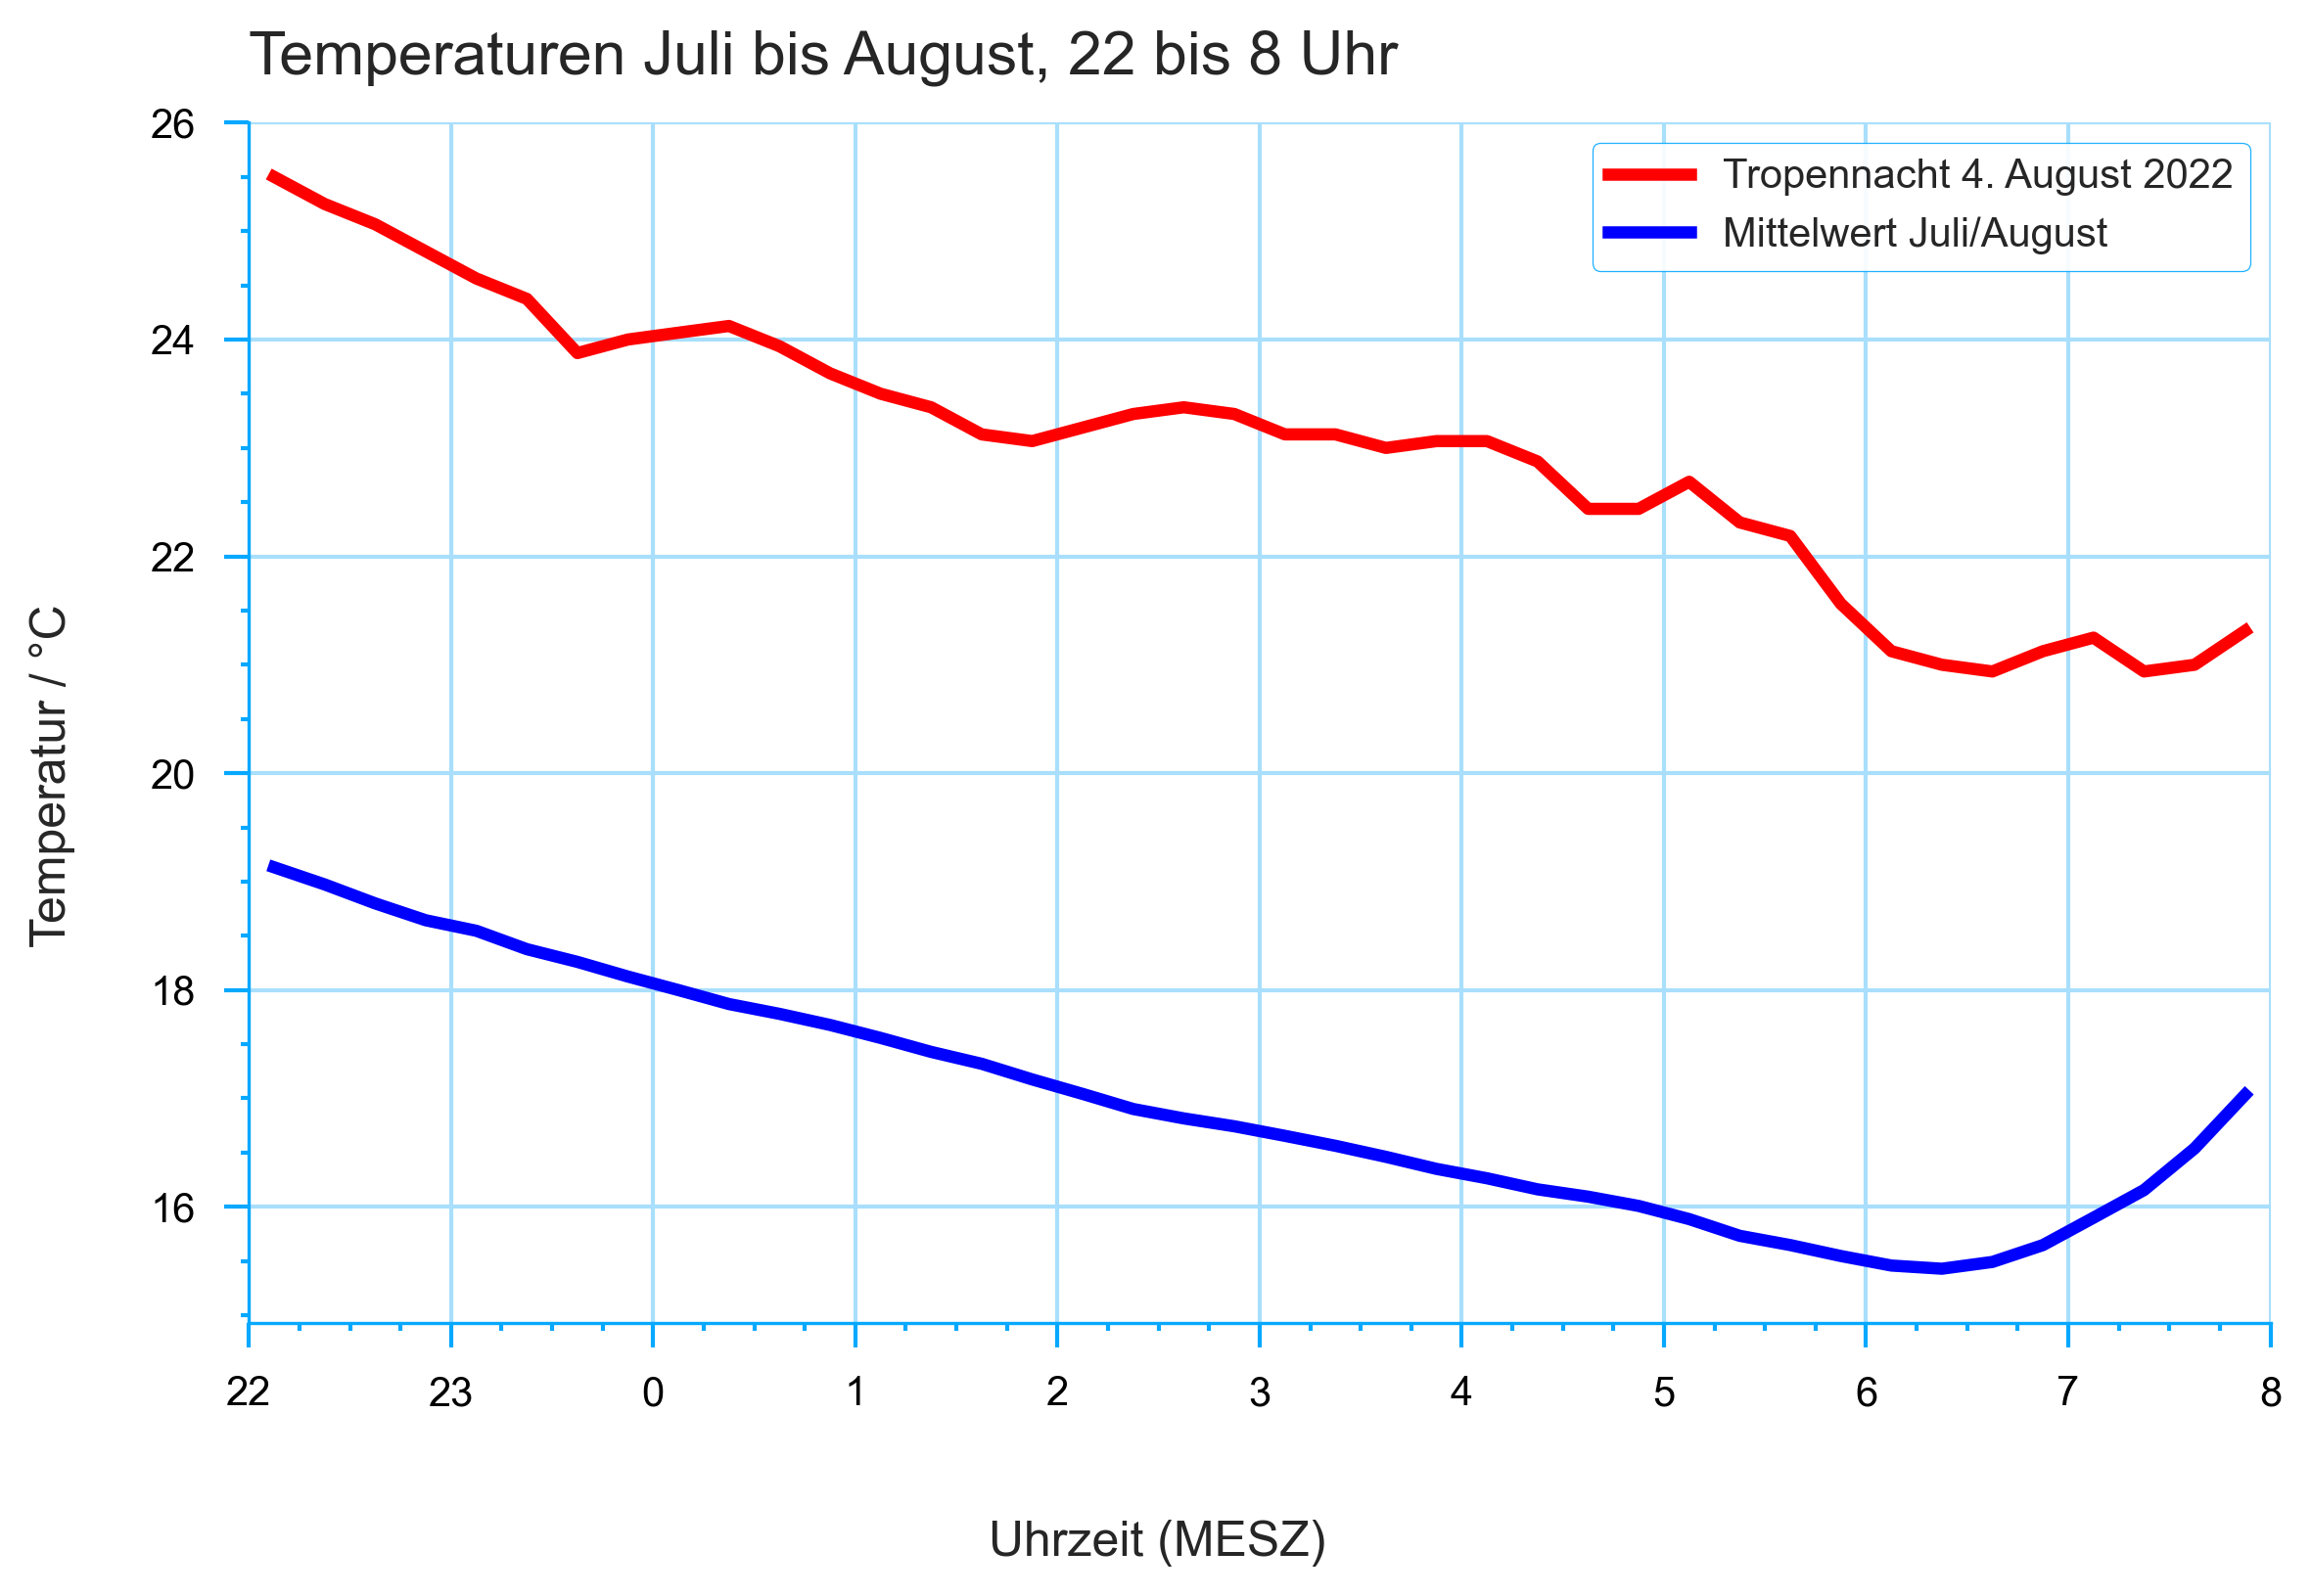 Temperaturen Juli bis August, 22 bis 8 Uhr
Tropennacht 4. August 2022
Mittelwert Juli/August
Temperatur / °C
26
24
22
20
18
16
22 23 0 1 2 3 4 5 6 7 8
Uhrzeit (MESZ)